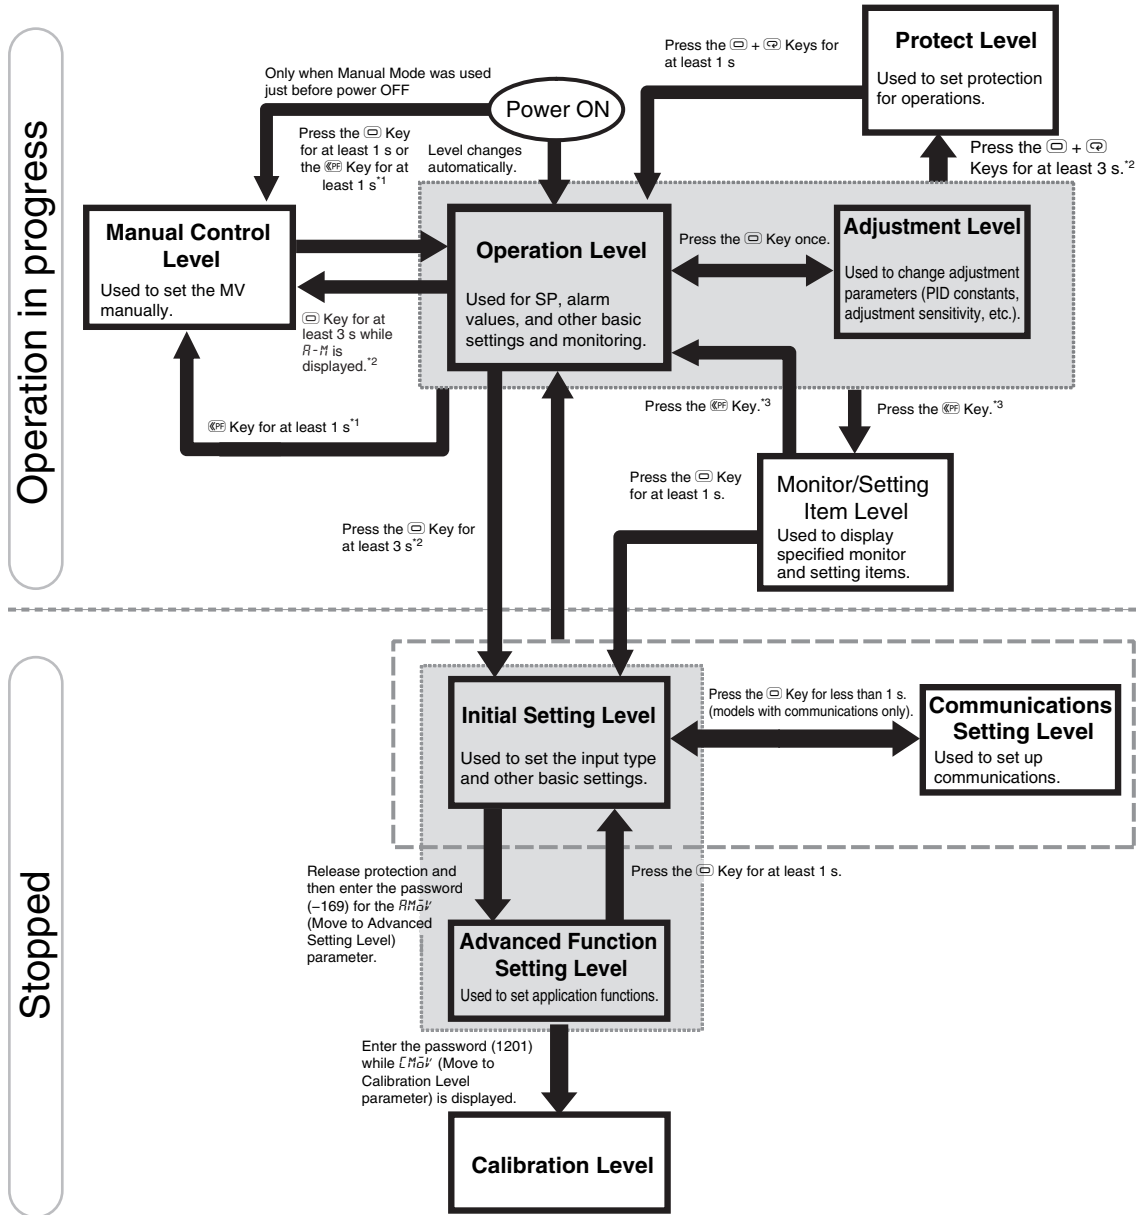 Operation in progress
Only when Manual Mode was used
just before power OFF
Power ON
Press the Key
for at least 1 s or
the PF Key for at
least 1 s*1
Level changes
automatically.
Press the + Keys for
at least 1 s
Protect Level
Used to set protection
for operations.
Press the +
Keys for at least 3 s.*2
Manual Control
Level
Used to set the MV
manually.
Operation Level
Used for SP, alarm
values, and other basic
settings and monitoring.
Press the Key once.
Adjustment Level
Used to change adjustment
parameters (PID constants,
adjustment sensitivity, etc.).
Key for at
least 3 s while
A-M is
displayed.*2
PF Key for at least 1 s*1
Press the PF Key.*3
Press the PF Key.*3
Press the Key
for at least 1 s.
Monitor/Setting
Item Level
Used to display
specified monitor
and setting items.
Press the Key for
at least 3 s*2
Stopped
Initial Setting Level
Used to set the input type
and other basic settings.
Press the Key for less than 1 s.
(models with communications only).
Communications
Setting Level
Used to set up
communications.
Release protection and
then enter the password
(−169) for the AMoV
(Move to Advanced
Setting Level)
parameter.
Press the Key for at least 1 s.
Advanced Function
Setting Level
Used to set application functions.
Enter the password (1201)
while CMoV (Move to
Calibration Level
parameter) is displayed.
Calibration Level